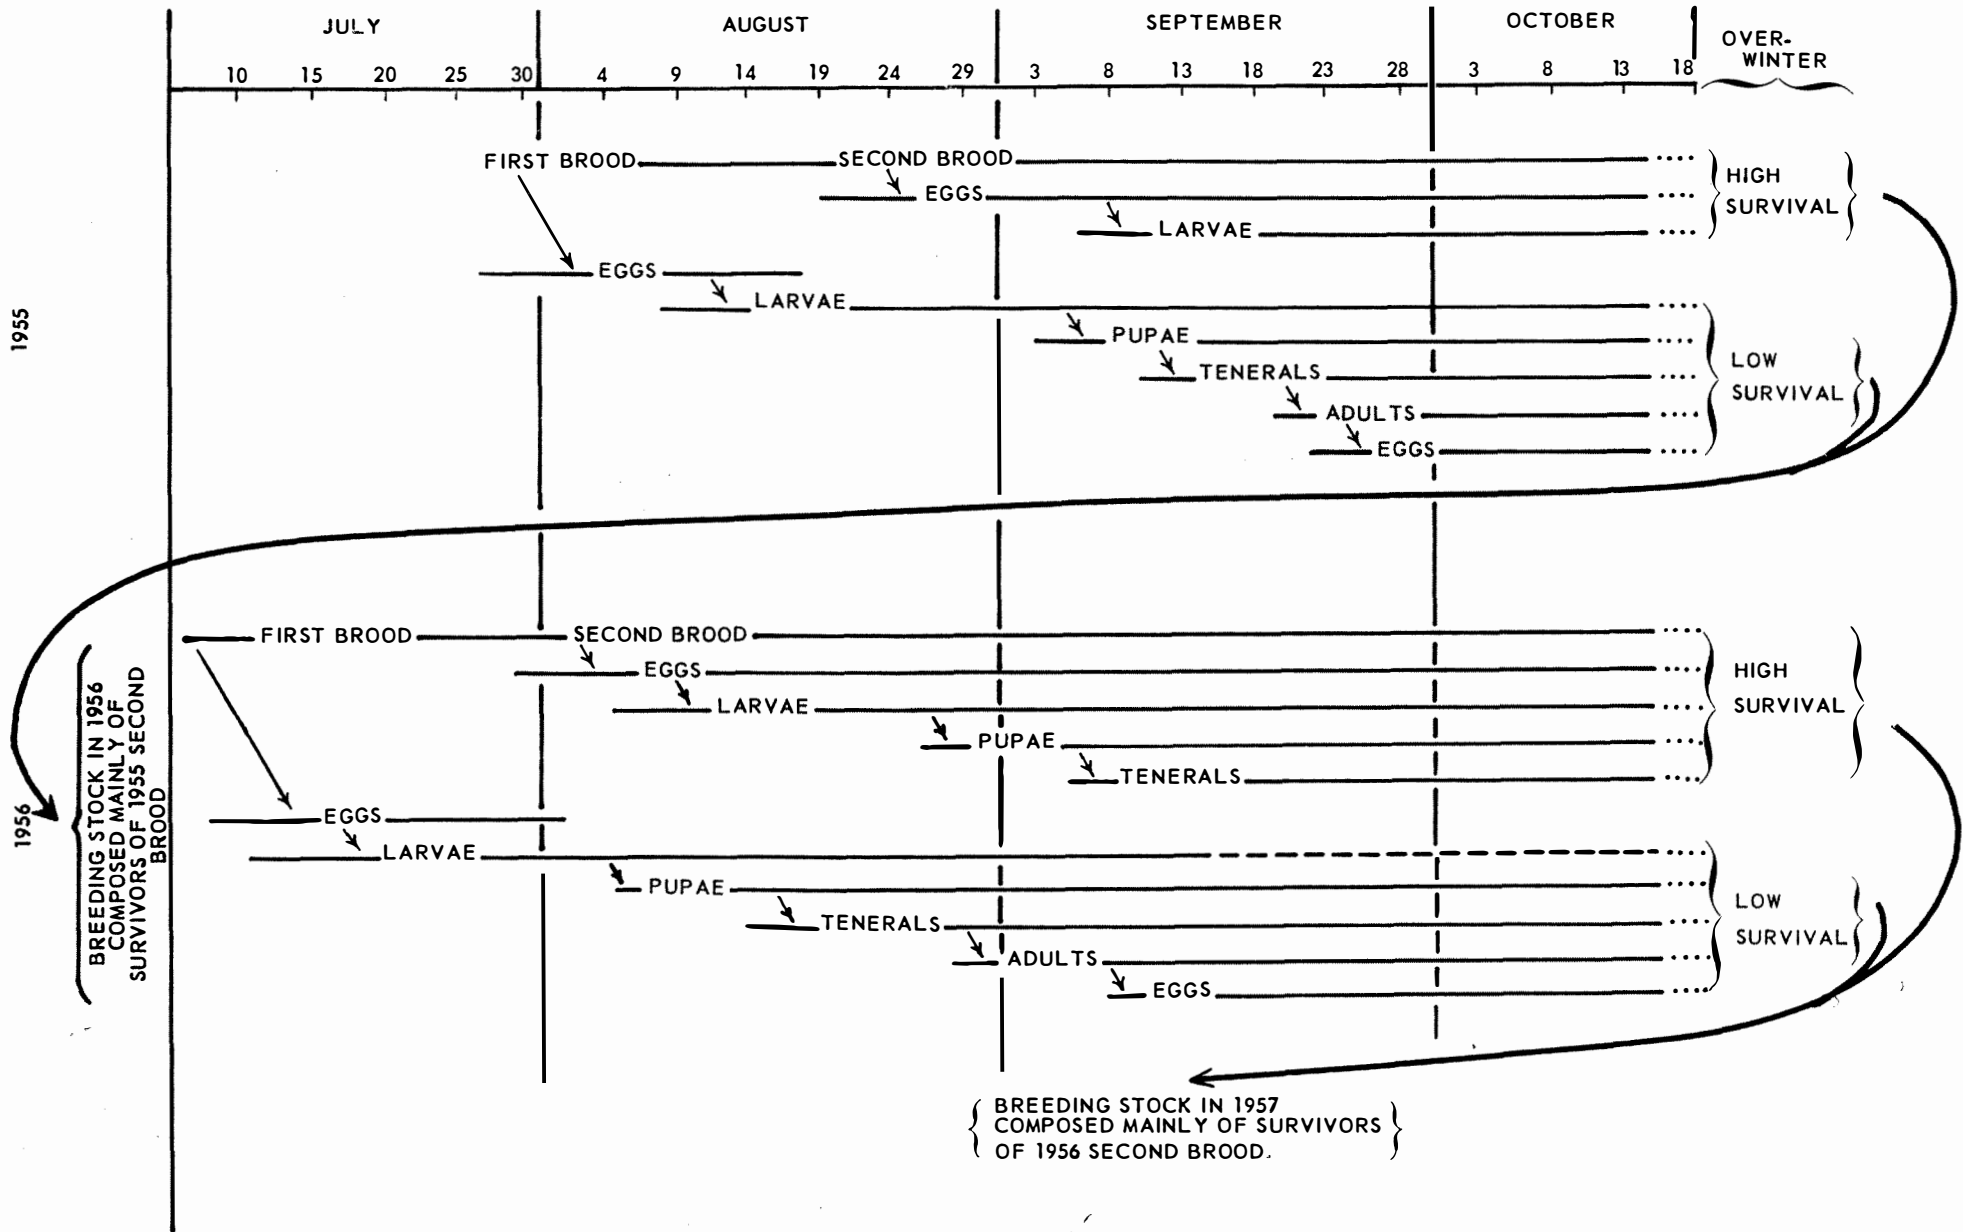 JULY AUGUST SEPTEMBER OCTOBER
OVER-
WINTER
10 15 20 25 30 4 9 14 19 24 29 3 8 13 18 23 28 3 8 13 18
1955
FIRST BROOD SECOND BROOD
EGGS
LARVAE
HIGH
SURVIVAL
EGGS
LARVAE
PUPAE
TENERALS
ADULTS
EGGS
LOW
SURVIVAL
1956
BREEDING STOCK IN 1956
COMPOSED MAINLY OF
SURVIVORS OF 1955 SECOND
BROOD
FIRST BROOD SECOND BROOD
EGGS
LARVAE
PUPAE
TENERALS
HIGH
SURVIVAL
EGGS
LARVAE
PUPAE
TENERALS
ADULTS
EGGS
LOW
SURVIVAL
BREEDING STOCK IN 1957
COMPOSED MAINLY OF SURVIVORS
OF 1956 SECOND BROOD.